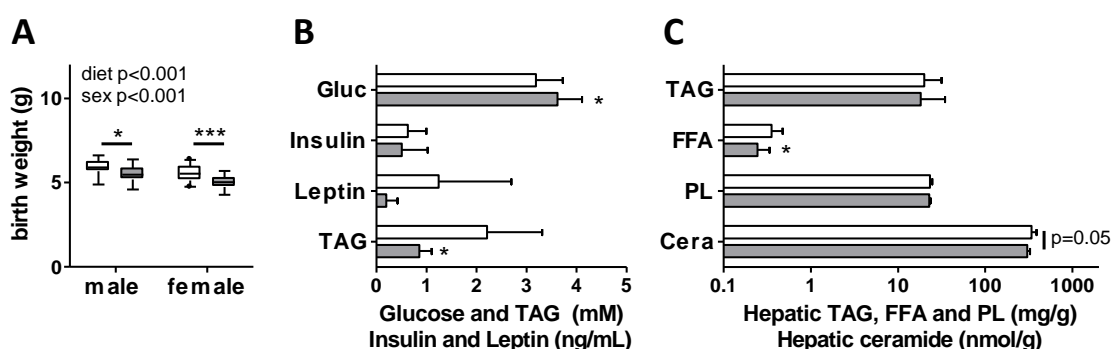 A
diet p<0.001
sex p<0.001
birth weight (g)
10
5
0
*
***
male
female
B
Gluc
Insulin
Leptin
TAG
*
*
0
1
2
3
4
5
Glucose and TAG (mM)
Insulin and Leptin (ng/mL)
C
TAG
FFA
PL
Cera
*
p=0.05
0.1
1
10
100
1000
Hepatic TAG, FFA and PL (mg/g)
Hepatic ceramide (nmol/g)